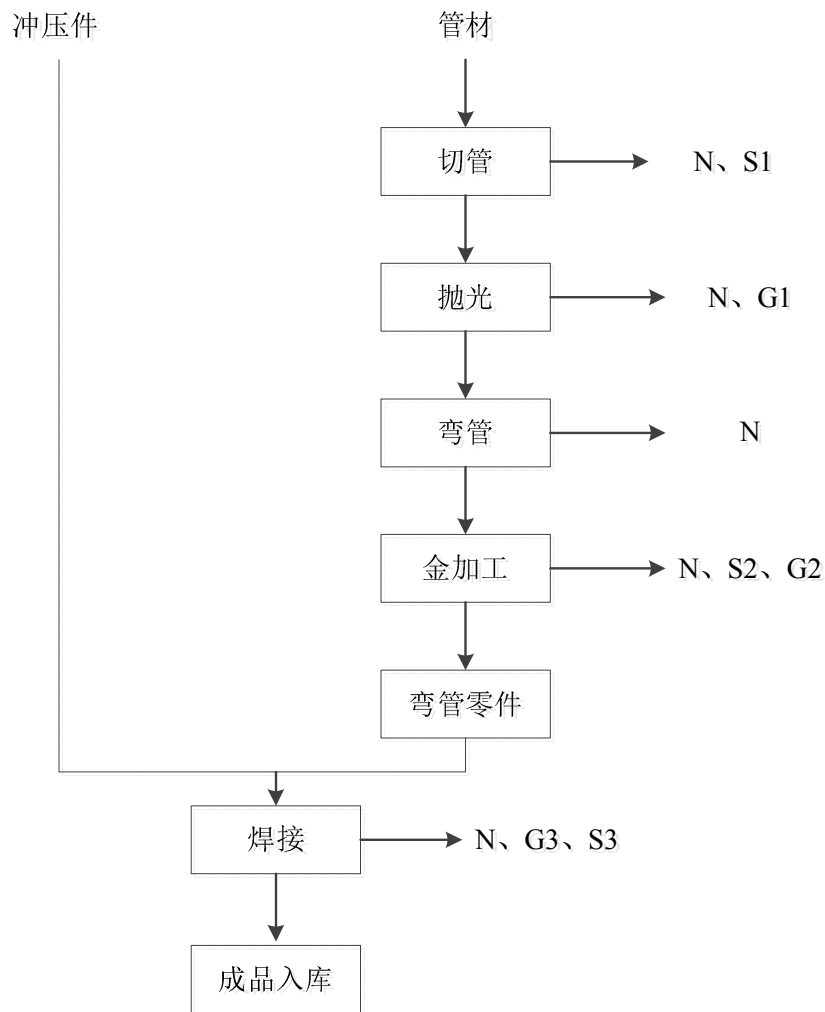 冲压件
管材
切管
N、S1
抛光
N、G1
弯管
N
金加工
N、S2、G2
弯管零件
焊接
N、G3、S3
成品入库